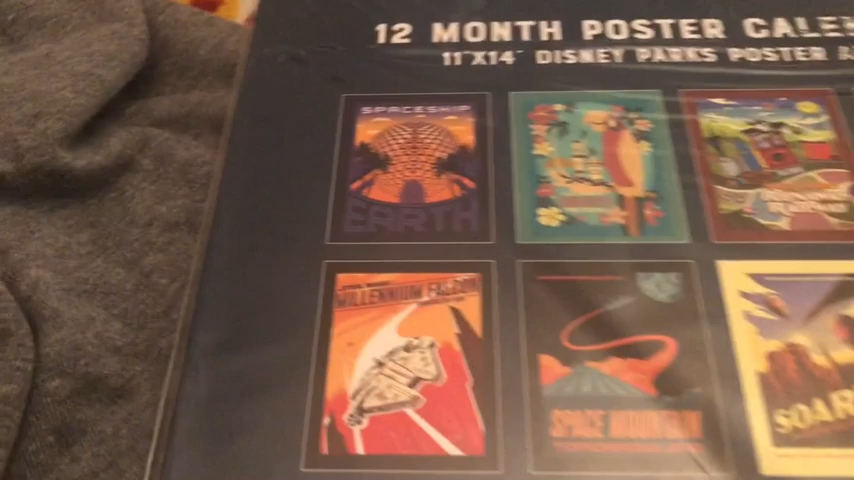 12 MONTH POSTER CALE
11"X14" DISNEY PARKS POSTER A
SPACESHIP
EARTH
MILLENNIUM FALCON
SPACE MOUNTAIN
SOAR